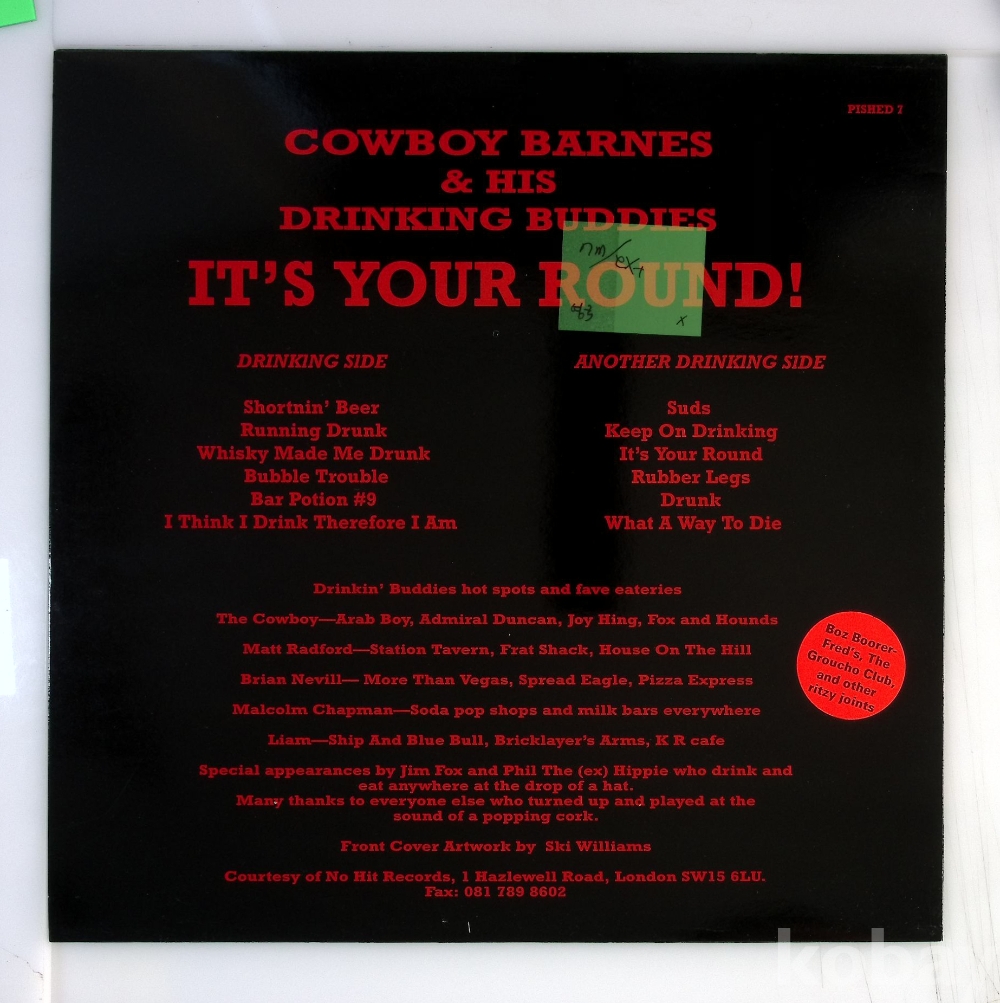 PISHED 7
COWBOY BARNES
& HIS
DRINKING BUDDIES
IT'S YOUR ROUND!
nm/ex+
x
DRINKING SIDE
Shortnin' Beer
Running Drunk
Whisky Made Me Drunk
Bubble Trouble
Bar Potion #9
I Think I Drink Therefore I Am
ANOTHER DRINKING SIDE
Suds
Keep On Drinking
It's Your Round
Rubber Legs
Drunk
What A Way To Die
Drinkin' Buddies hot spots and fave eateries
The Cowboy—Arab Boy, Admiral Duncan, Joy Hing, Fox and Hounds
Matt Radford—Station Tavern, Frat Shack, House On The Hill
Brian Nevill— More Than Vegas, Spread Eagle, Pizza Express
Malcolm Chapman—Soda pop shops and milk bars everywhere
Liam—Ship And Blue Bull, Bricklayer's Arms, K R cafe
Boz Boorer-
Fred's, The
Groucho Club,
and other
ritzy joints
Special appearances by Jim Fox and Phil The (ex) Hippie who drink and
eat anywhere at the drop of a hat.
Many thanks to everyone else who turned up and played at the
sound of a popping cork.
Front Cover Artwork by Ski Williams
Courtesy of No Hit Records, 1 Hazlewell Road, London SW15 6LU.
Fax: 081 789 8602